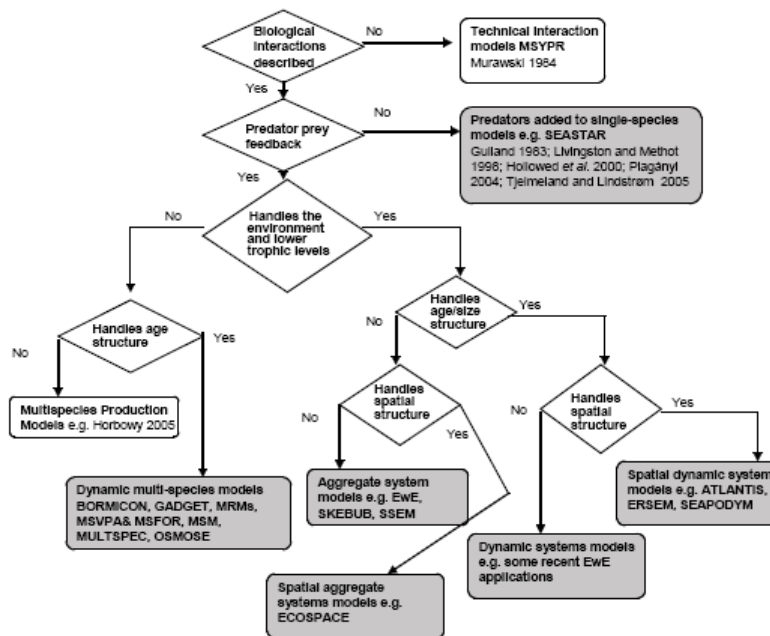 Biological
interactions
described
No
Technical Interaction
models MSYPR
Murawski 1984
Yes
Predator prey
feedback
No
Predators added to single-species
models e.g. SEASTAR
Gulland 1983; Livingston and Methot
1998; Hollowed et al. 2000; Plagányi
2004; Tjelmeland and Lindstrøm 2005
Yes
No
Handles the
environment
and lower
trophic levels
Yes
Handles age
structure
No
Yes
Handles
age/size
structure
No
Yes
Multispecies Production
Models e.g. Horbowy 2005
Handles
spatial
structure
No
Yes
Handles
spatial
structure
No
Yes
Dynamic multi-species models
BORMICON, GADGET, MRMs,
MSVPA& MSFOR, MSM,
MULTSPEC, OSMOSE
Aggregate system
models e.g. EwE,
SKEBUB, SSEM
Spatial dynamic system
models e.g. ATLANTIS,
ERSEM, SEAPODYM
Dynamic systems models
e.g. some recent EwE
applications
Spatial aggregate
systems models e.g.
ECOSPACE